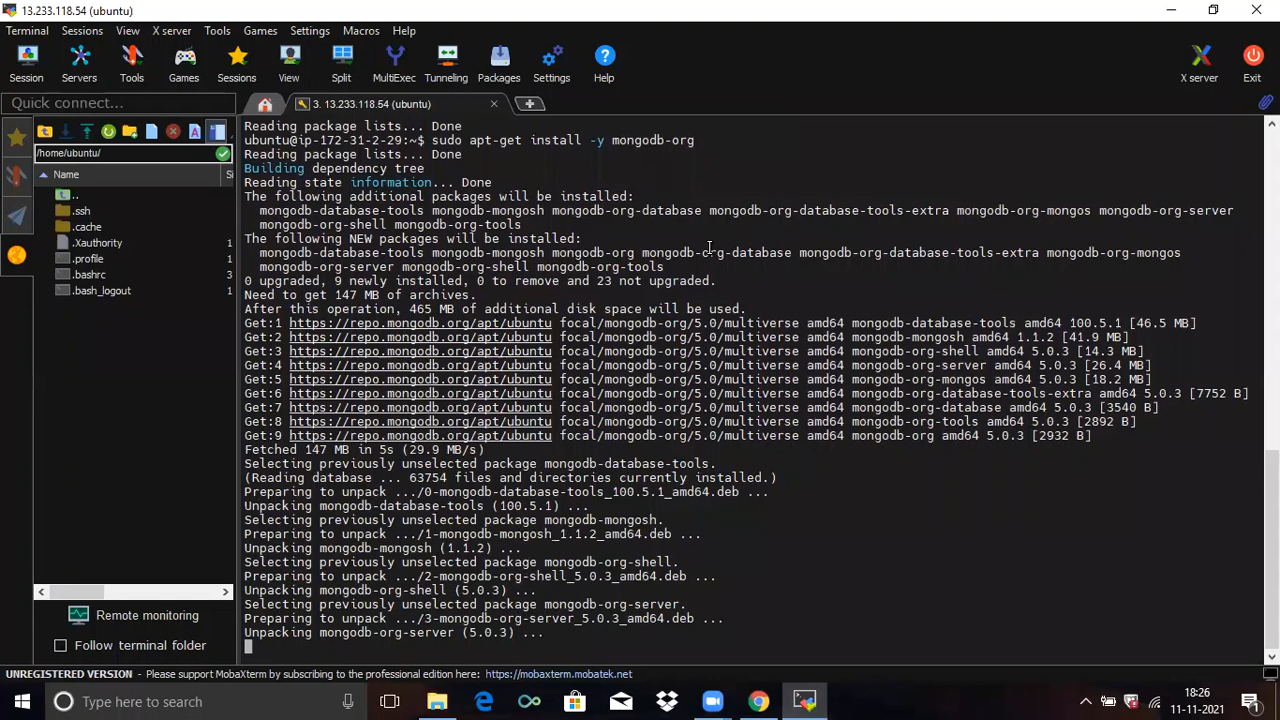 13.233.118.54 (ubuntu)
Terminal Sessions View X server Tools Games Settings Macros Help
Session Servers Tools Games Sessions View Split MultiExec Tunneling Packages Settings Help X server Exit
Quick connect...
3. 13.233.118.54 (ubuntu)
/home/ubuntu/
Name Si
..
.ssh
.cache
.Xauthority 1
.profile 1
.bashrc 3
.bash_logout 1
Remote monitoring
Follow terminal folder
Reading package lists... Done
ubuntu@ip-172-31-2-29:~$ sudo apt-get install -y mongodb-org
Reading package lists... Done
Building dependency tree
Reading state information... Done
The following additional packages will be installed:
mongodb-database-tools mongodb-mongosh mongodb-org-database mongodb-org-database-tools-extra mongodb-org-mongos mongodb-org-server
mongodb-org-shell mongodb-org-tools
The following NEW packages will be installed:
mongodb-database-tools mongodb-mongosh mongodb-org mongodb-org-database mongodb-org-database-tools-extra mongodb-org-mongos
mongodb-org-server mongodb-org-shell mongodb-org-tools
0 upgraded, 9 newly installed, 0 to remove and 23 not upgraded.
Need to get 147 MB of archives.
After this operation, 465 MB of additional disk space will be used.
Get:1 https://repo.mongodb.org/apt/ubuntu focal/mongodb-org/5.0/multiverse amd64 mongodb-database-tools amd64 100.5.1 [46.5 MB]
Get:2 https://repo.mongodb.org/apt/ubuntu focal/mongodb-org/5.0/multiverse amd64 mongodb-mongosh amd64 1.1.2 [41.9 MB]
Get:3 https://repo.mongodb.org/apt/ubuntu focal/mongodb-org/5.0/multiverse amd64 mongodb-org-shell amd64 5.0.3 [14.3 MB]
Get:4 https://repo.mongodb.org/apt/ubuntu focal/mongodb-org/5.0/multiverse amd64 mongodb-org-server amd64 5.0.3 [26.4 MB]
Get:5 https://repo.mongodb.org/apt/ubuntu focal/mongodb-org/5.0/multiverse amd64 mongodb-org-mongos amd64 5.0.3 [18.2 MB]
Get:6 https://repo.mongodb.org/apt/ubuntu focal/mongodb-org/5.0/multiverse amd64 mongodb-org-database-tools-extra amd64 5.0.3 [7752 B]
Get:7 https://repo.mongodb.org/apt/ubuntu focal/mongodb-org/5.0/multiverse amd64 mongodb-org-database amd64 5.0.3 [3540 B]
Get:8 https://repo.mongodb.org/apt/ubuntu focal/mongodb-org/5.0/multiverse amd64 mongodb-org-tools amd64 5.0.3 [2892 B]
Get:9 https://repo.mongodb.org/apt/ubuntu focal/mongodb-org/5.0/multiverse amd64 mongodb-org amd64 5.0.3 [2932 B]
Fetched 147 MB in 5s (29.9 MB/s)
Selecting previously unselected package mongodb-database-tools.
(Reading database ... 63754 files and directories currently installed.)
Preparing to unpack .../0-mongodb-database-tools_100.5.1_amd64.deb ...
Unpacking mongodb-database-tools (100.5.1) ...
Selecting previously unselected package mongodb-mongosh.
Preparing to unpack .../1-mongodb-mongosh_1.1.2_amd64.deb ...
Unpacking mongodb-mongosh (1.1.2) ...
Selecting previously unselected package mongodb-org-shell.
Preparing to unpack .../2-mongodb-org-shell_5.0.3_amd64.deb ...
Unpacking mongodb-org-shell (5.0.3) ...
Selecting previously unselected package mongodb-org-server.
Preparing to unpack .../3-mongodb-org-server_5.0.3_amd64.deb ...
Unpacking mongodb-org-server (5.0.3) ...
UNREGISTERED VERSION - Please support MobaXterm by subscribing to the professional edition here: https://mobaxterm.mobatek.net
Type here to search
18:26
11-11-2021
1